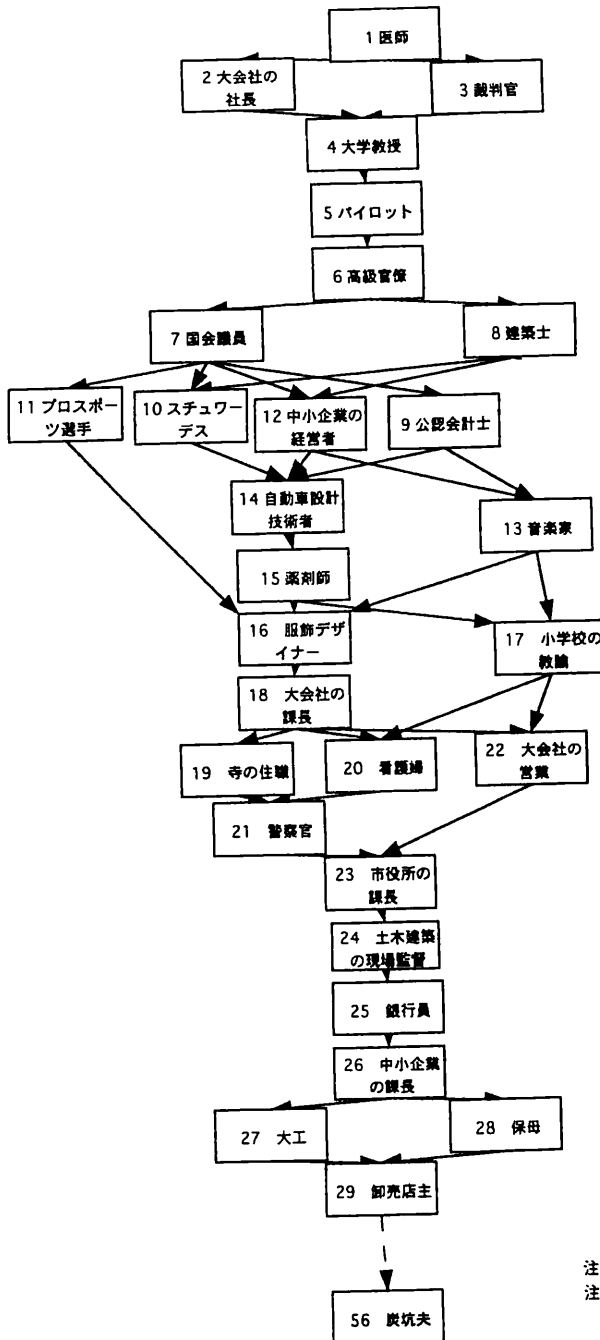 1 医師
2 大会社の
社長
3 裁判官
4 大学教授
5 パイロット
6 高級官僚
7 国会議員
8 建築士
11 プロスポー
ツ選手
10 スチュワー
デス
12 中小企業の
経営者
9 公認会計士
14 自動車設計
技術者
13 音楽家
15 薬剤師
16 服飾デザ
イナー
17 小学校の
教諭
18 大会社の
課長
19 寺の住職
20 看護婦
22 大会社の
営業
21 警察官
23 市役所の
課長
24 土木建築
の現場監督
25 銀行員
26 中小企業
の課長
27 大工
28 保母
29 卸売店主
注
注
56 炭坑夫